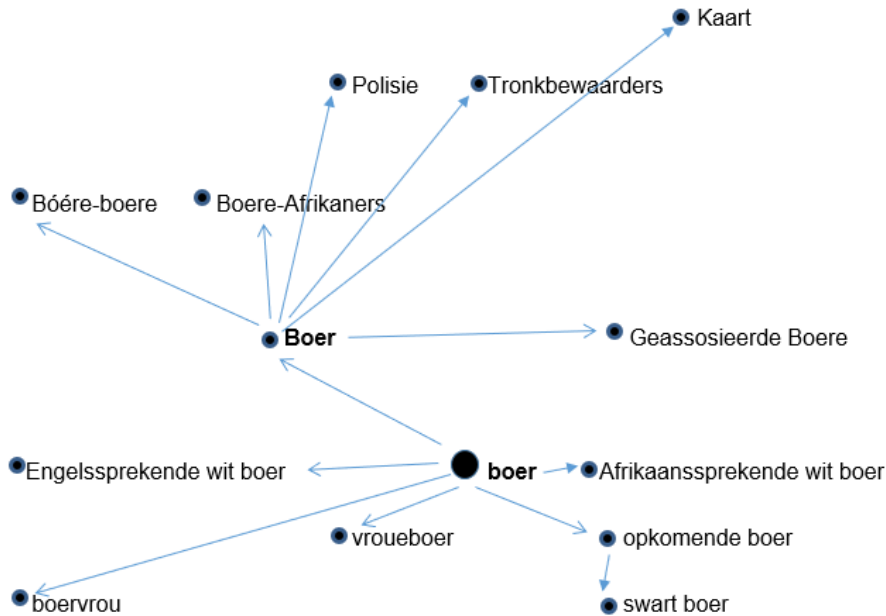 Kaart
Polisie
Tronkbewaarders
Bóére-boere
Boere-Afrikaners
Boer
Geassosieerde Boere
Engelssprekende wit boer
boer
Afrikaanssprekende wit boer
vroueboer
opkomende boer
boervrou
swart boer